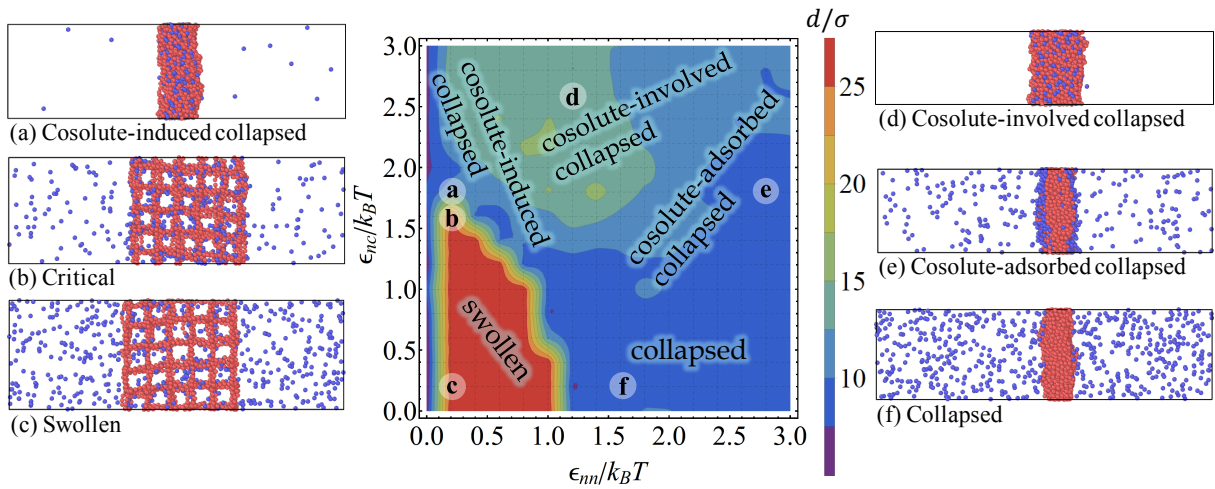 (a) Cosolute-induced collapsed
(b) Critical
(c) Swollen
ϵnc/kBT
3.0
2.5
2.0
1.5
1.0
0.5
0.0
0.0
0.5
1.0
1.5
2.0
2.5
3.0
ϵnn/kBT
cosolute-induced
collapsed
cosolute-involved
collapsed
cosolute-adsorbed
collapsed
swollen
collapsed
a
b
c
d
e
f
d/σ
25
20
15
10
(d) Cosolute-involved collapsed
(e) Cosolute-adsorbed collapsed
(f) Collapsed